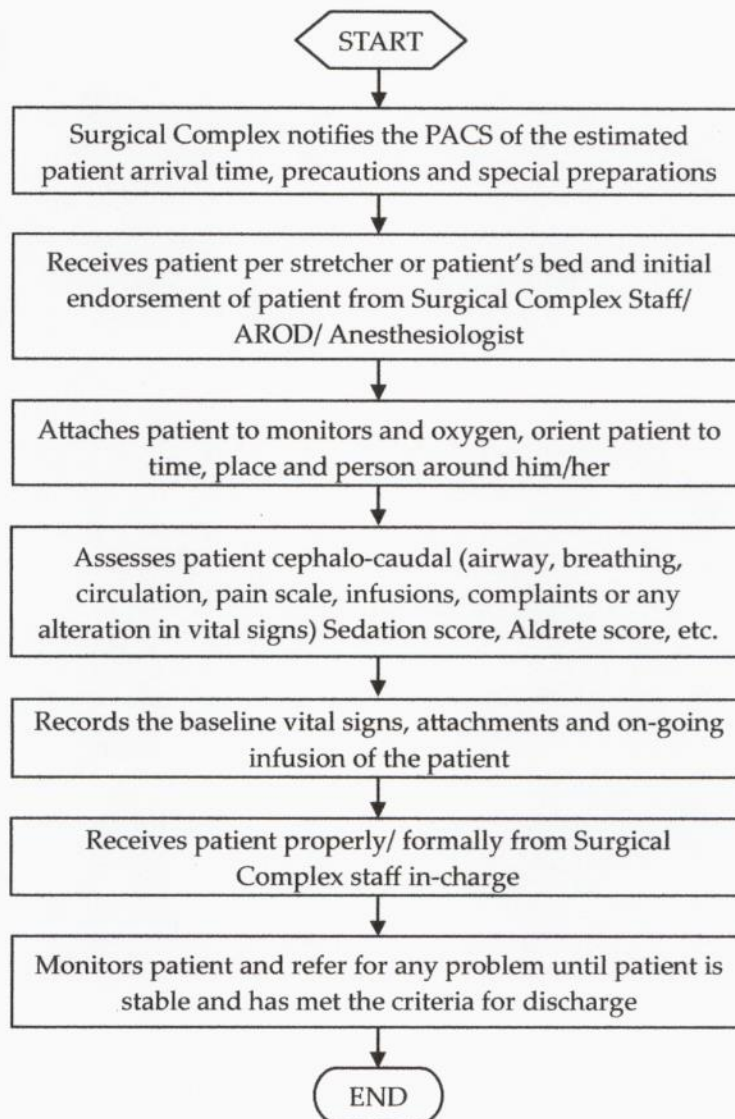 START
Surgical Complex notifies the PACS of the estimated
patient arrival time, precautions and special preparations
Receives patient per stretcher or patient's bed and initial
endorsement of patient from Surgical Complex Staff/
AROD/ Anesthesiologist
Attaches patient to monitors and oxygen, orient patient to
time, place and person around him/her
Assesses patient cephalo-caudal (airway, breathing,
circulation, pain scale, infusions, complaints or any
alteration in vital signs) Sedation score, Aldrete score, etc.
Records the baseline vital signs, attachments and on-going
infusion of the patient
Receives patient properly/ formally from Surgical
Complex staff in-charge
Monitors patient and refer for any problem until patient is
stable and has met the criteria for discharge
END